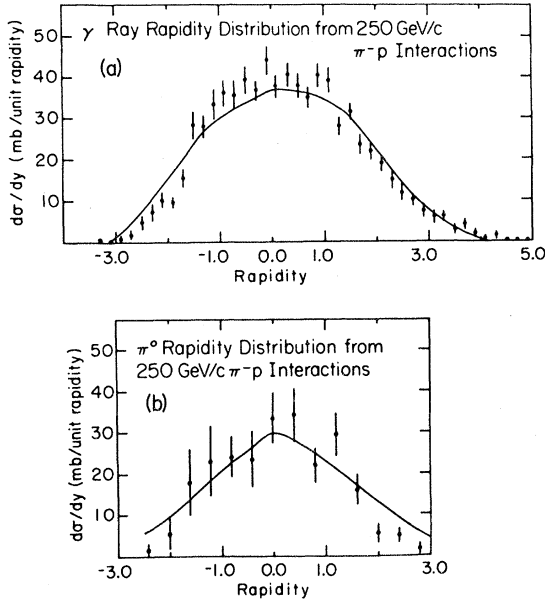 γ Ray Rapidity Distribution from 250 GeV/c
π-p Interactions
(a)
dσ/dy (mb/unit rapidity)
50
40
30
20
10
-3.0 -1.0 0.0 1.0 3.0 5.0
Rapidity
π° Rapidity Distribution from
250 GeV/c π-p Interactions
(b)
dσ/dy (mb/unit rapidity)
50
40
30
20
10
-3.0 -1.0 0.0 1.0 3.0
Rapidity